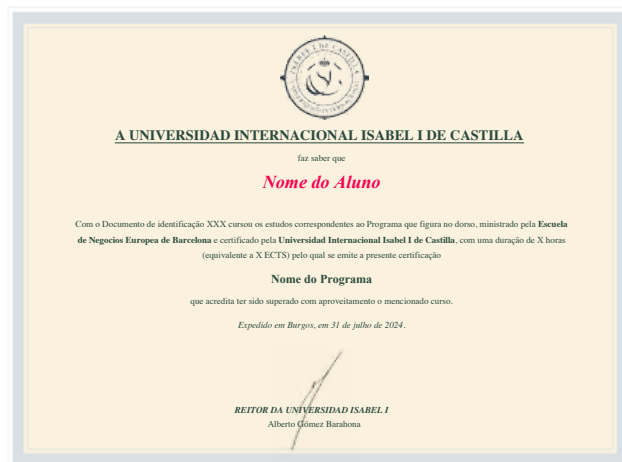 ISABEL I DE CASTILLA
A UNIVERSIDAD INTERNACIONAL ISABEL I DE CASTILLA
faz saber que
Nome do Aluno
Com o Documento de identificação XXX cursou os estudos correspondentes ao Programa que figura no dorso, ministrado pela Escuela
de Negocios Europea de Barcelona e certificado pela Universidad Internacional Isabel I de Castilla, com uma duração de X horas
(equivalente a X ECTS) pelo qual se emite a presente certificação
Nome do Programa
que acredita ter sido superado com aproveitamento o mencionado curso.
Expedido em Burgos, em 31 de julho de 2024.
REITOR DA UNIVERSIDAD ISABEL I
Alberto Gómez Barahona